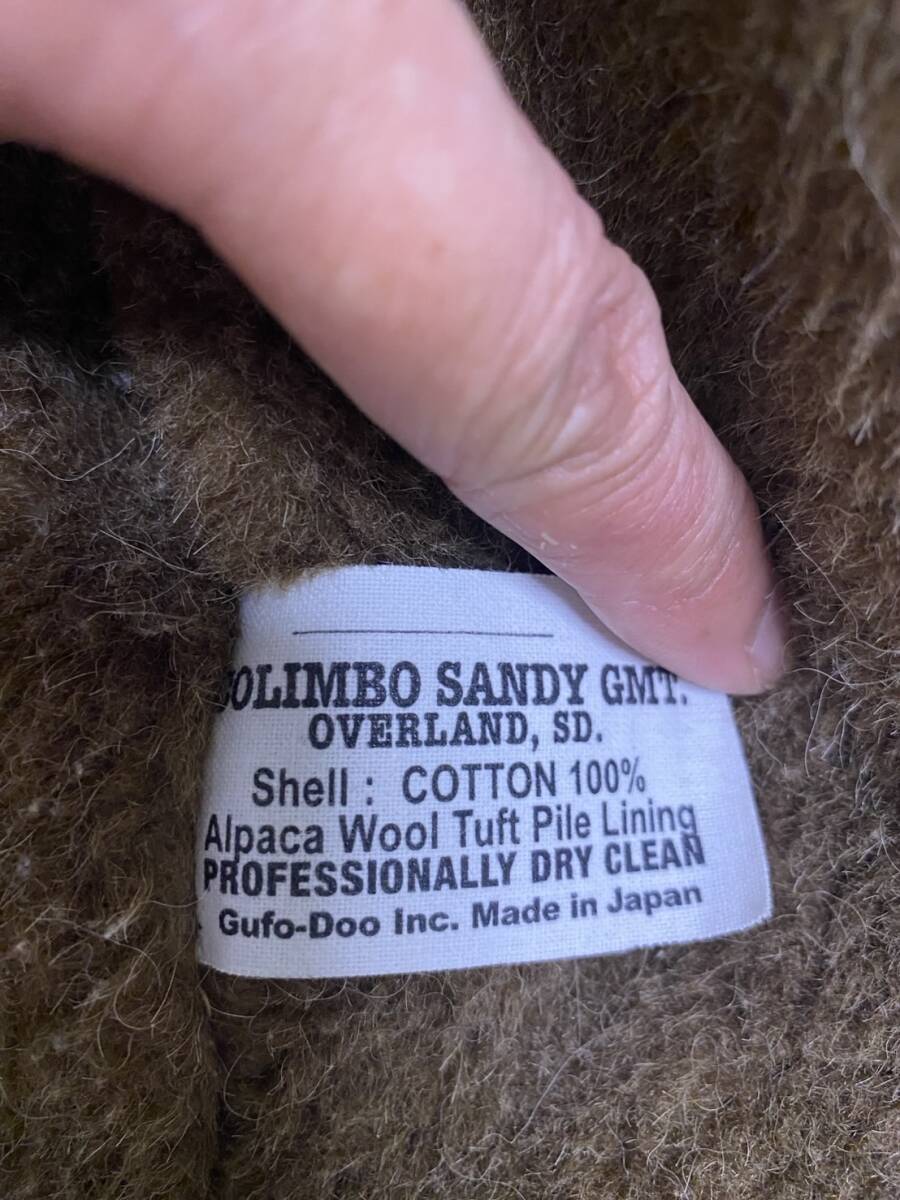 COLIMBO SANDY GMT.
OVERLAND, SD.
Shell : COTTON 100%
Alpaca Wool Tuft Pile Lining
PROFESSIONALLY DRY CLEAN
Gufo-Doo Inc. Made in Japan